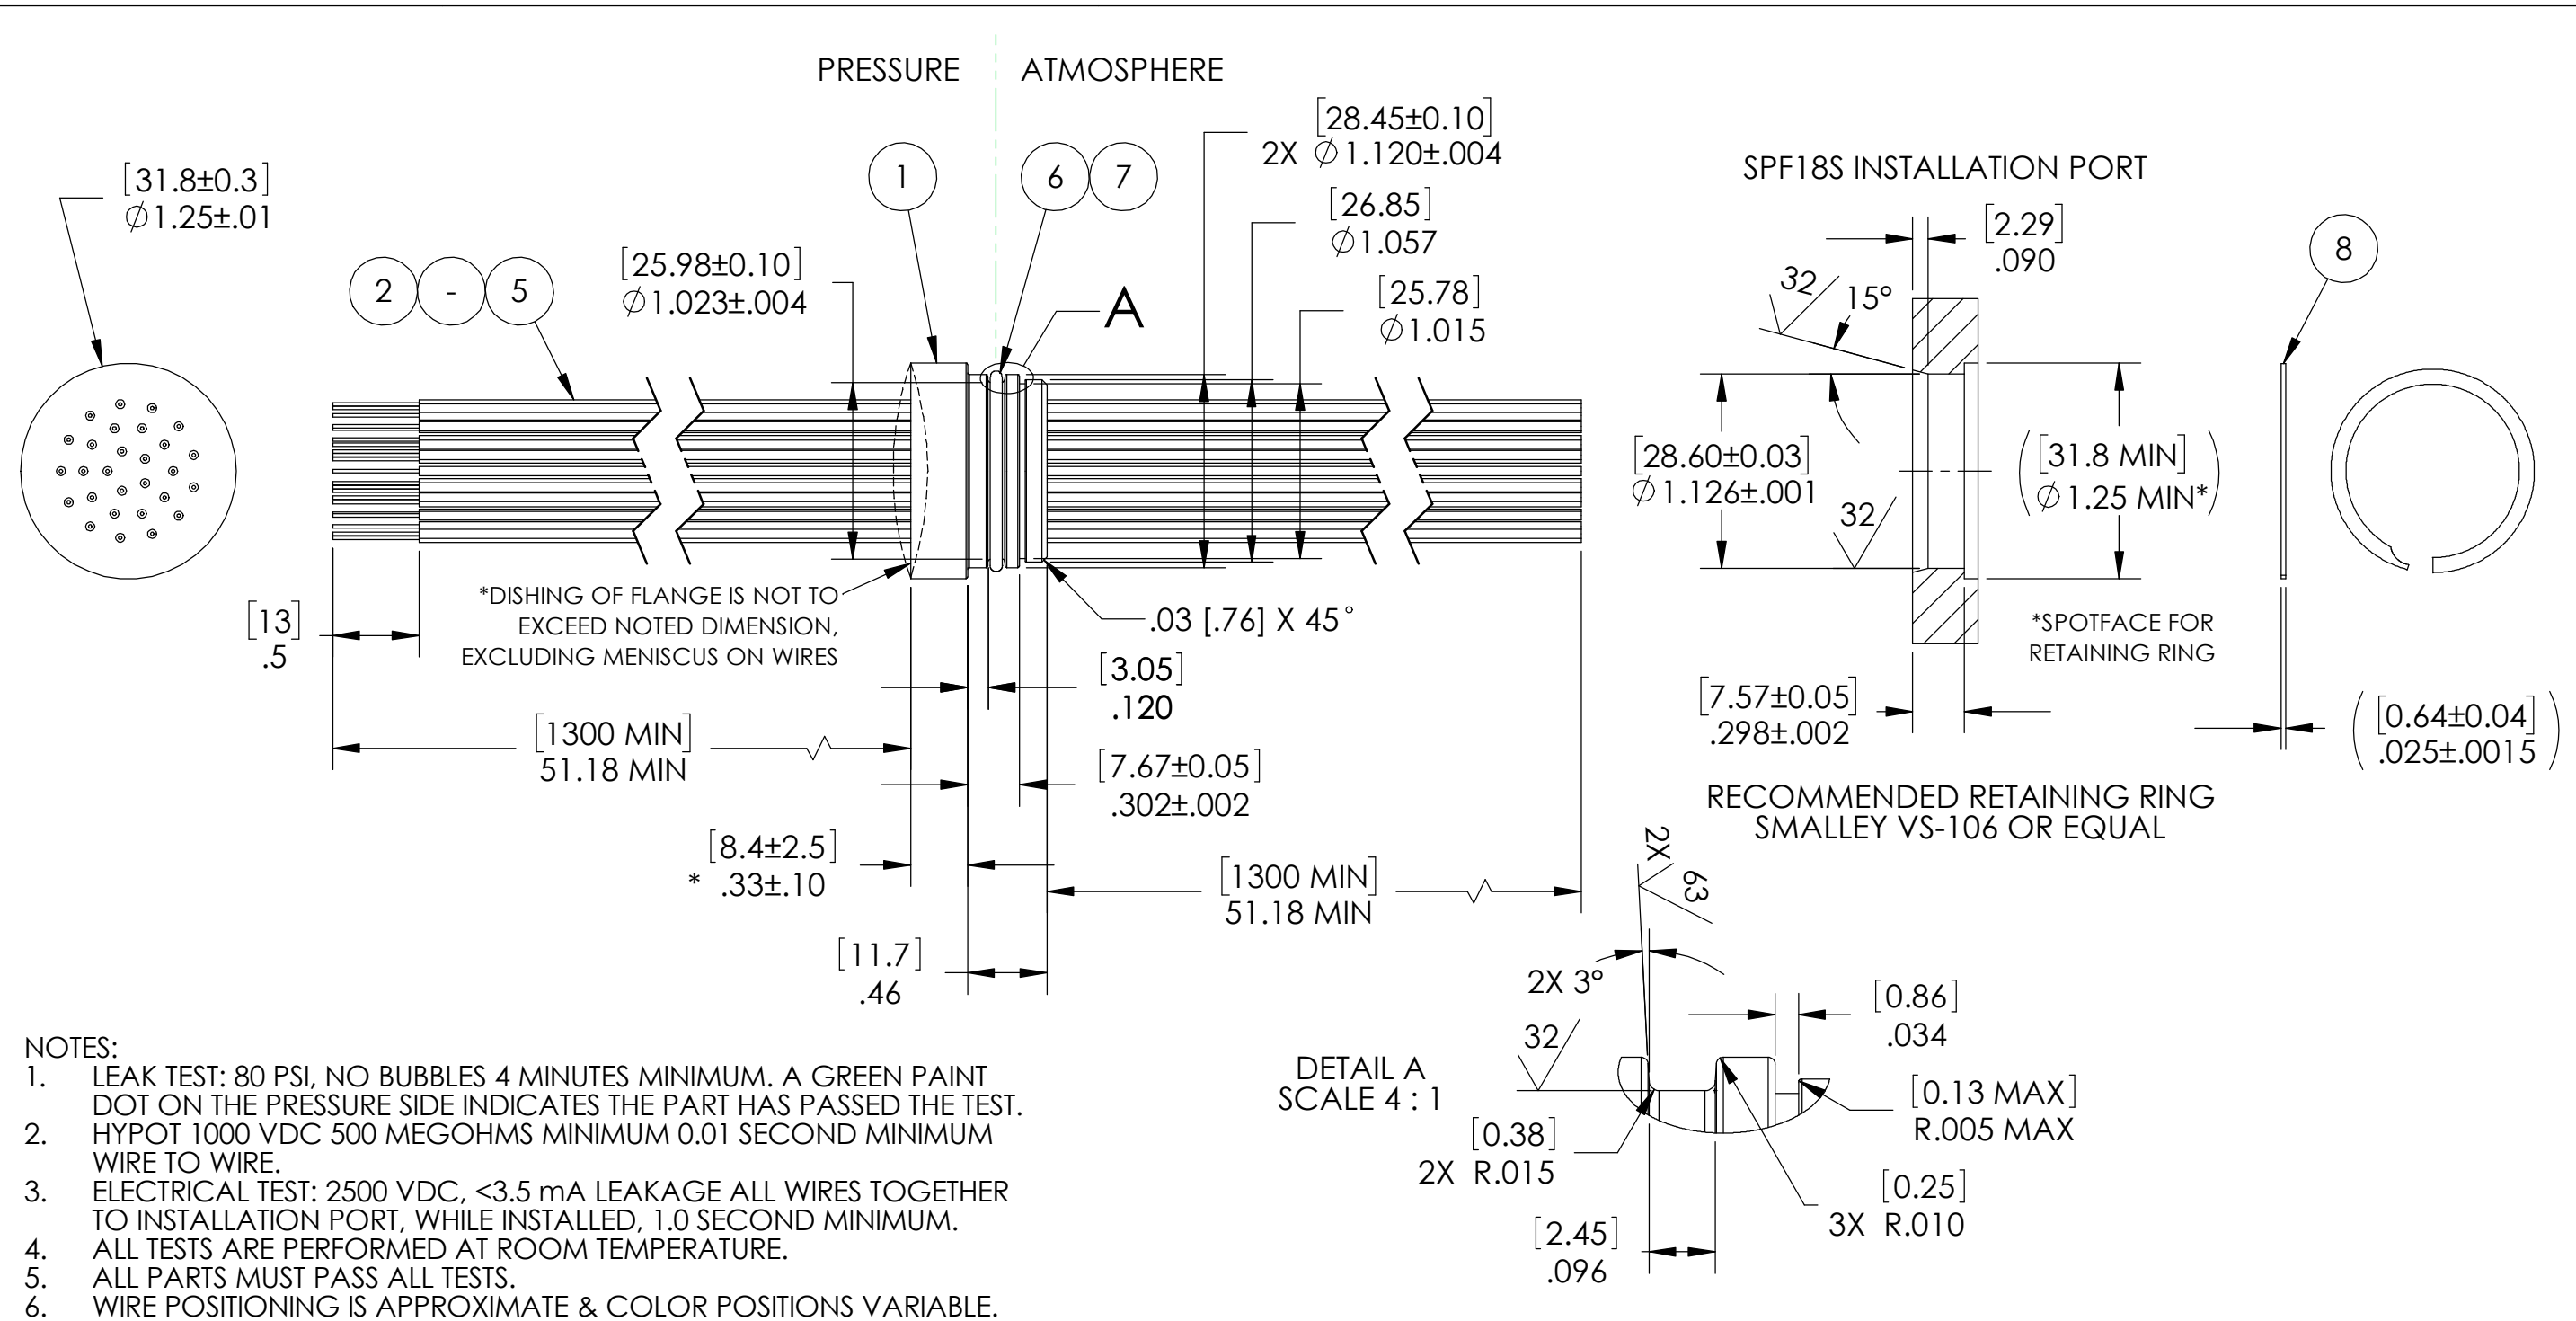 PRESSURE
ATMOSPHERE
[31.8±0.3]
∅1.25±.01
2 - 5
[25.98±0.10]
∅1.023±.004
1
6 7
A
[28.45±0.10]
2X ∅1.120±.004
[26.85]
∅1.057
[25.78]
∅1.015
SPF18S INSTALLATION PORT
[2.29]
.090
32
15°
8
[28.60±0.03]
∅1.126±.001
32
([31.8 MIN]
∅1.25 MIN*)
*SPOTFACE FOR
RETAINING RING
[7.57±0.05]
.298±.002
([0.64±0.04]
.025±.0015)
RECOMMENDED RETAINING RING
SMALLEY VS-106 OR EQUAL
*DISHING OF FLANGE IS NOT TO
EXCEED NOTED DIMENSION,
EXCLUDING MENISCUS ON WIRES
[13]
.5
.03 [.76] X 45°
[3.05]
.120
[1300 MIN]
51.18 MIN
[7.67±0.05]
.302±.002
[8.4±2.5]
* .33±.10
[1300 MIN]
51.18 MIN
[11.7]
.46
2X
63
2X 3°
32
[0.86]
.034
DETAIL A
SCALE 4 : 1
[0.13 MAX]
R.005 MAX
[0.38]
2X R.015
[0.25]
3X R.010
[2.45]
.096
NOTES:
1. LEAK TEST: 80 PSI, NO BUBBLES 4 MINUTES MINIMUM. A GREEN PAINT
DOT ON THE PRESSURE SIDE INDICATES THE PART HAS PASSED THE TEST.
2. HYPOT 1000 VDC 500 MEGOHMS MINIMUM 0.01 SECOND MINIMUM
WIRE TO WIRE.
3. ELECTRICAL TEST: 2500 VDC, <3.5 mA LEAKAGE ALL WIRES TOGETHER
TO INSTALLATION PORT, WHILE INSTALLED, 1.0 SECOND MINIMUM.
4. ALL TESTS ARE PERFORMED AT ROOM TEMPERATURE.
5. ALL PARTS MUST PASS ALL TESTS.
6. WIRE POSITIONING IS APPROXIMATE & COLOR POSITIONS VARIABLE.